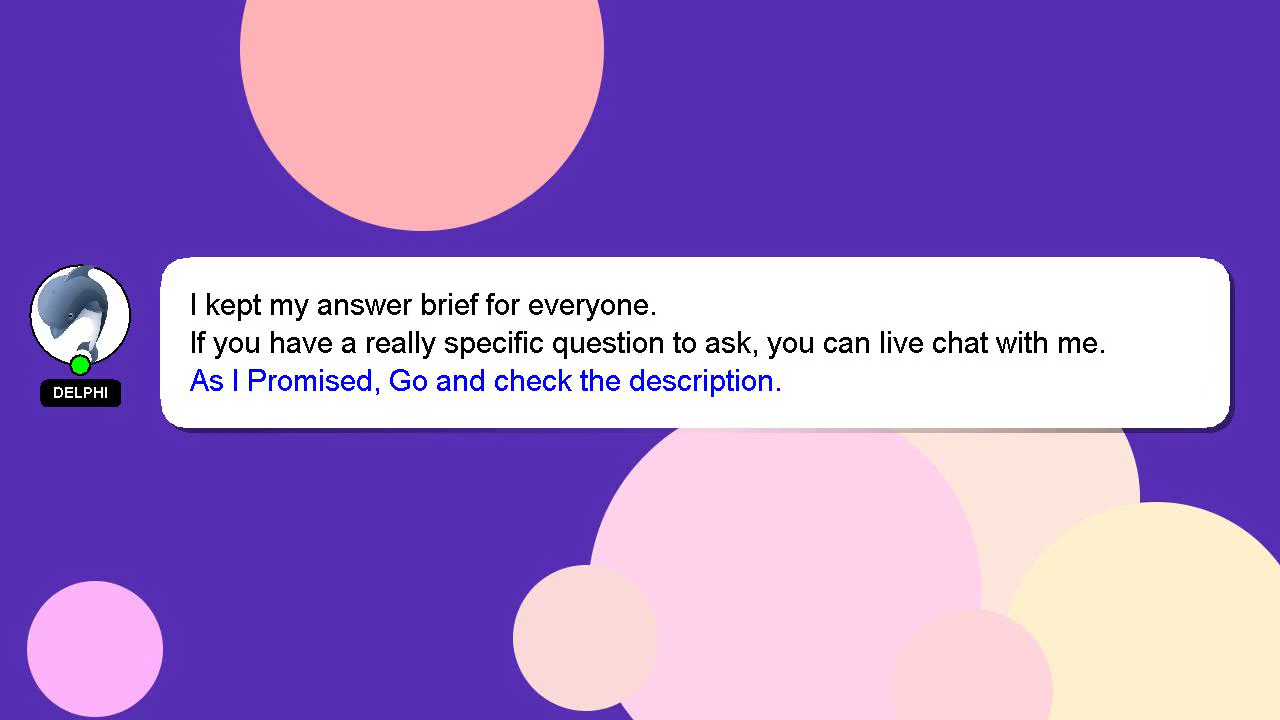 I kept my answer brief for everyone.
If you have a really specific question to ask, you can live chat with me.
As I Promised, Go and check the description.
DELPHI